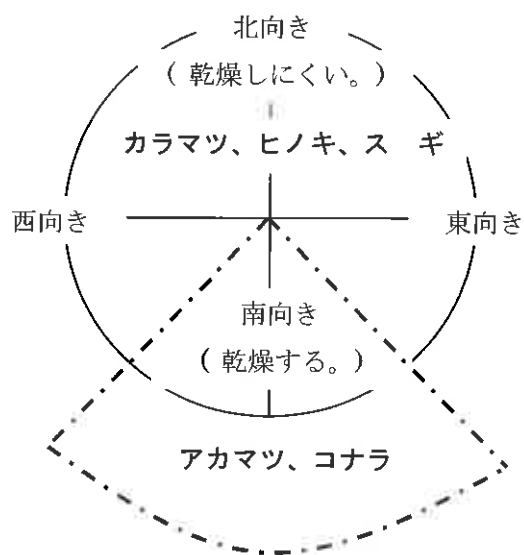 北向き
( 乾燥しにくい。)
カラマツ、ヒノキ、ス ギ
西向き
東向き
南向き
( 乾燥する。)
アカマツ、コナラ